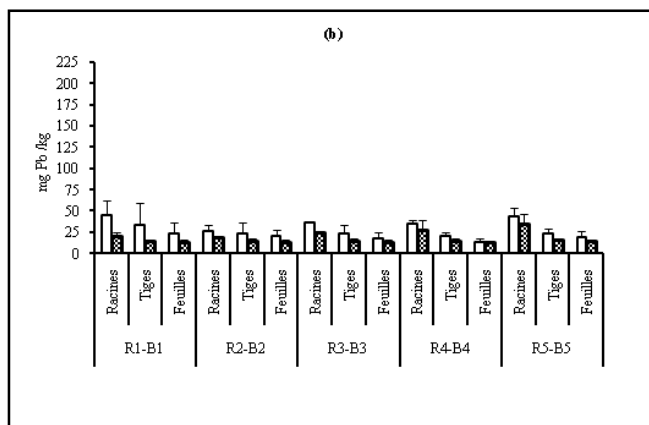 (b)
mg Pb /kg
225
200
175
150
125
100
75
50
25
0
Racines Tiges Feuilles Racines Tiges Feuilles Racines Tiges Feuilles Racines Tiges Feuilles Racines Tiges Feuilles
R1-B1 R2-B2 R3-B3 R4-B4 R5-B5